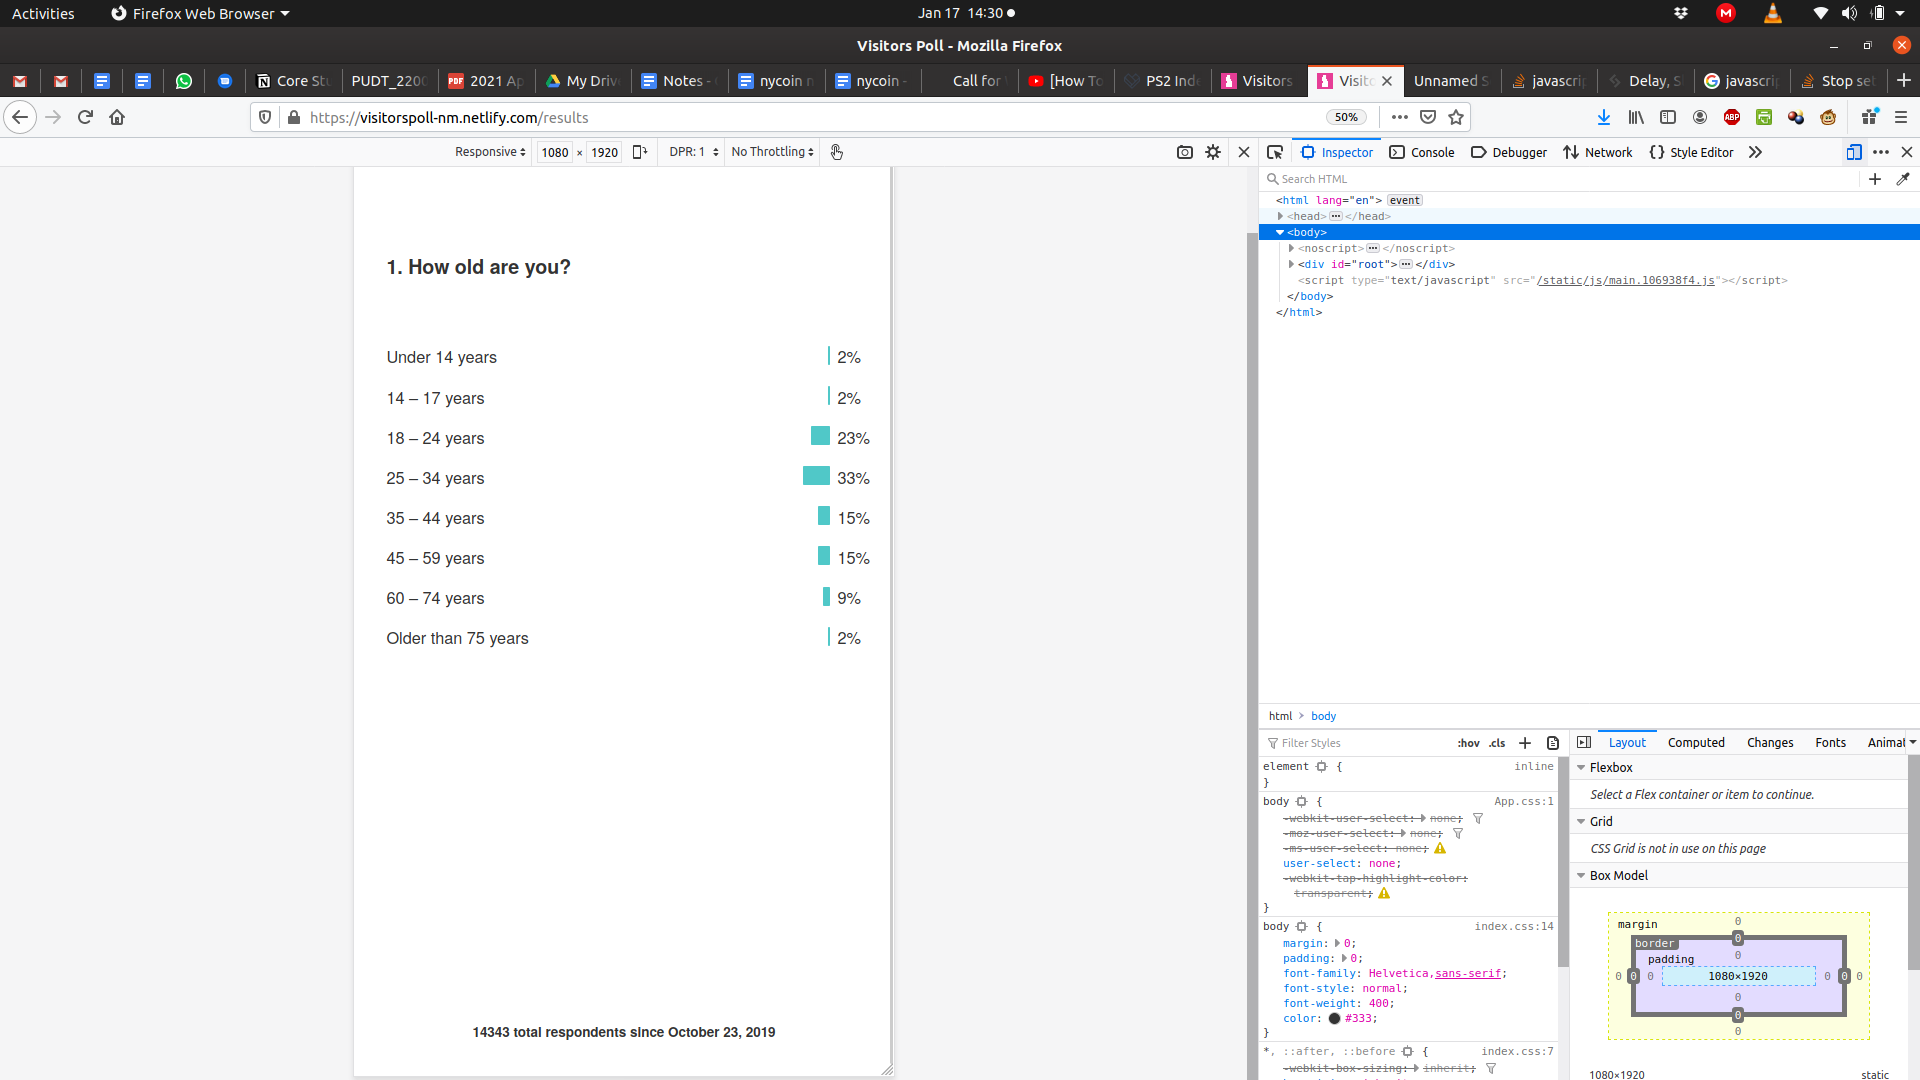 Activities Firefox Web Browser Jan 17 14:30
Visitors Poll - Mozilla Firefox
Core Stu PUDT_220 2021 Ap My Driv Notes - nycoin n nycoin - Call for [How To PS2 Ind Visitors Visito Unnamed S javascrip Delay, S javascrip Stop set
https://visitorspoll-nm.netlify.com/results 50%
Responsive 1080 × 1920 DPR: 1 No Throttling Inspector Console Debugger Network Style Editor
Search HTML
<html lang="en"> event
<head> </head>
<body>
<noscript> </noscript>
<div id="root"> </div>
<script type="text/javascript" src="/static/js/main.106938f4.js"></script>
</body>
</html>
1. How old are you?
Under 14 years 2%
14 – 17 years 2%
18 – 24 years 23%
25 – 34 years 33%
35 – 44 years 15%
45 – 59 years 15%
60 – 74 years 9%
Older than 75 years 2%
14343 total respondents since October 23, 2019
html > body
Filter Styles :hov .cls
element { inline
}
body { App.css:1
-webkit-user-select: none;
-moz-user-select: none;
-ms-user-select: none;
user-select: none;
-webkit-tap-highlight-color:
transparent;
}
body { index.css:14
margin: 0;
padding: 0;
font-family: Helvetica,sans-serif;
font-style: normal;
font-weight: 400;
color: #333;
}
*, ::after, ::before { index.css:7
-webkit-box-sizing: inherit;
Layout Computed Changes Fonts Animat
Flexbox
Select a Flex container or item to continue.
Grid
CSS Grid is not in use on this page
Box Model
margin 0
border 0
padding 0
0 0 0 1080×1920 0 0 0
0
0
0
1080×1920 static